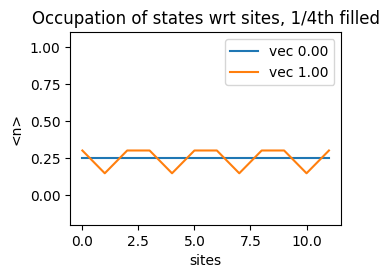 Occupation of states wrt sites, 1/4th filled
vec 0.00
vec 1.00
1.00
0.75
0.50
0.25
0.00
<n>
0.0
2.5
5.0
7.5
10.0
sites